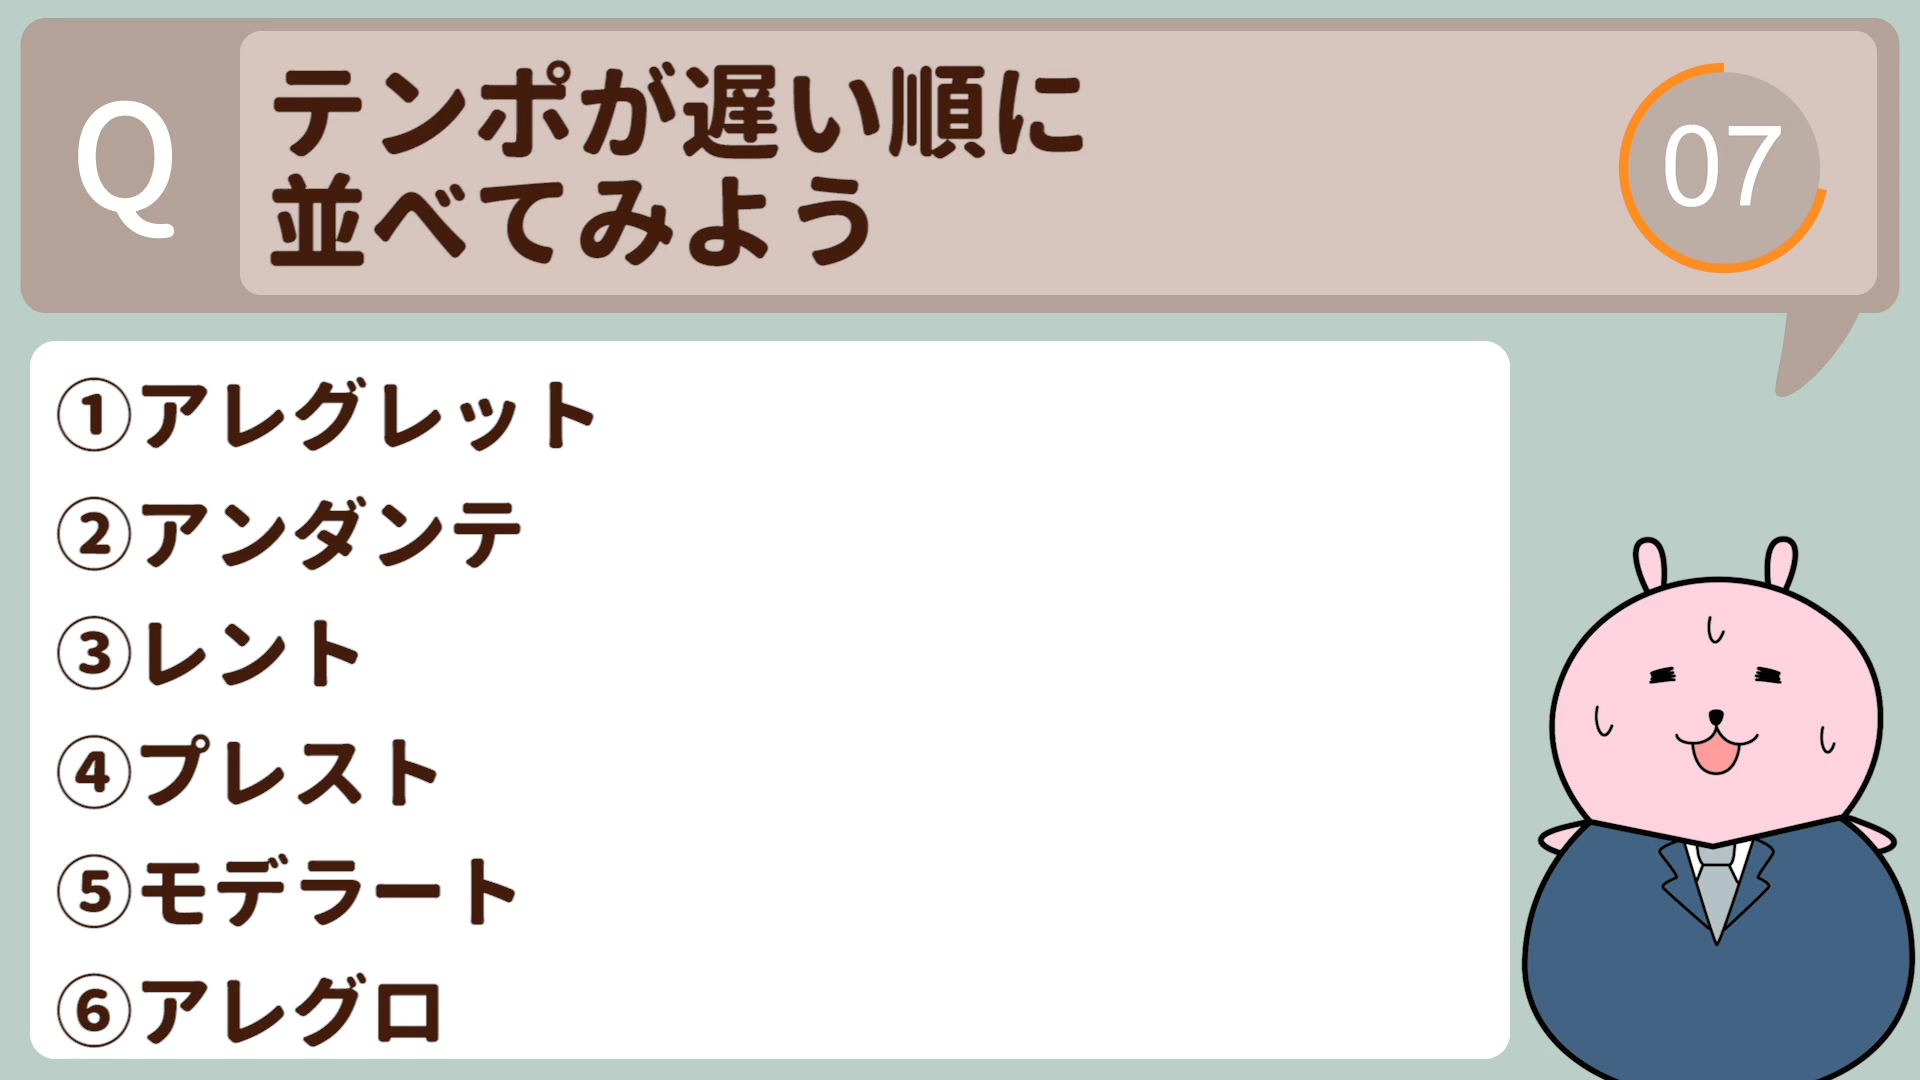 Q
テンポが遅い順に
並べてみよう
07
①アレグレット
②アンダンテ
③レント
④プレスト
⑤モデラート
⑥アレグロ